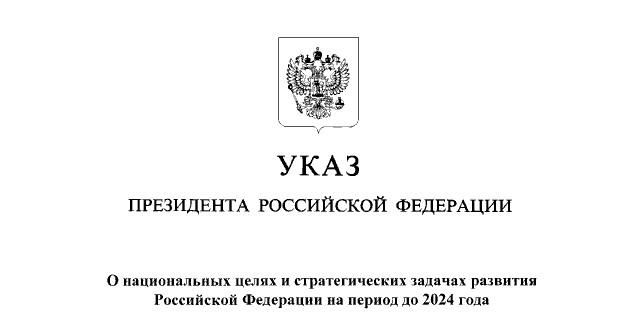 УКАЗ
ПРЕЗИДЕНТА РОССИЙСКОЙ ФЕДЕРАЦИИ
О национальных целях и стратегических задачах развития
Российской Федерации на период до 2024 года